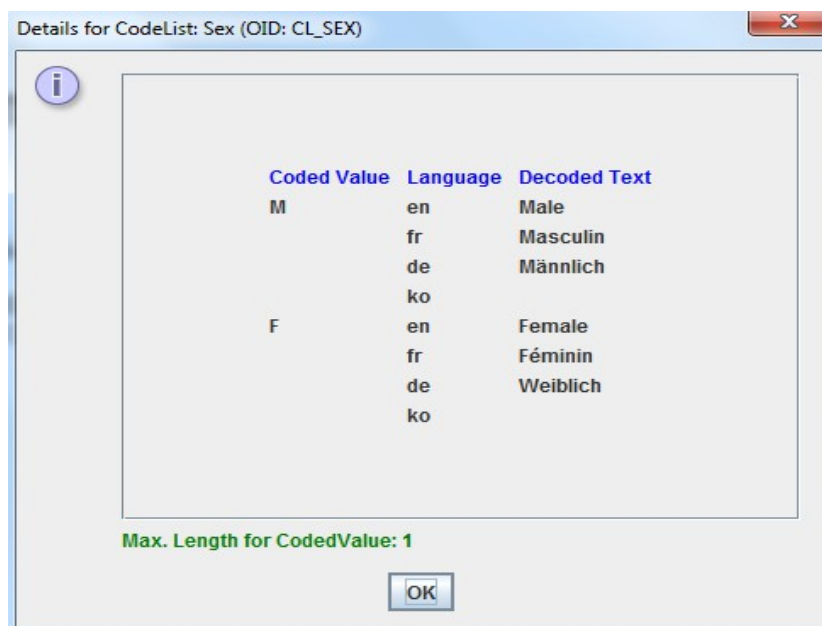 Details for CodeList: Sex (OID: CL_SEX)
Coded Value Language Decoded Text
M en Male
fr Masculin
de Männlich
ko
F en Female
fr Féminin
de Weiblich
ko
Max. Length for CodedValue: 1
OK